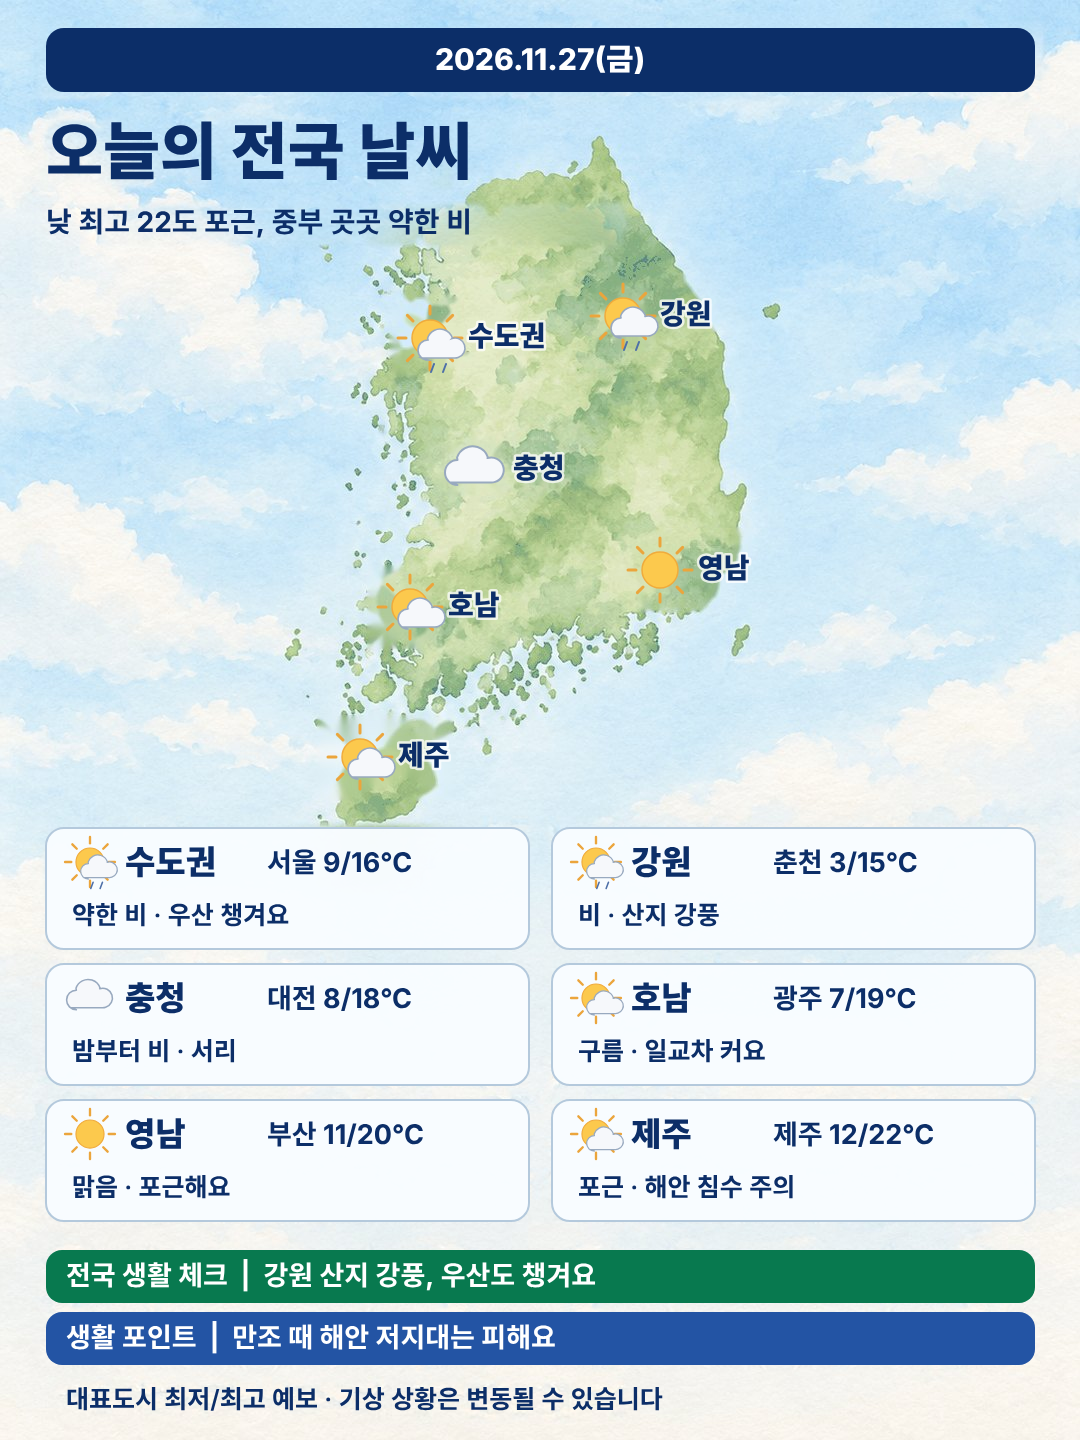 2026.11.27(금)
오늘의 전국 날씨
낮 최고 22도 포근, 중부 곳곳 약한 비
강원
수도권
충청
영남
호남
제주
수도권 서울 9/16°C
약한 비 · 우산 챙겨요
강원 춘천 3/15°C
비 · 산지 강풍
충청 대전 8/18°C
밤부터 비 · 서리
호남 광주 7/19°C
구름 · 일교차 커요
영남 부산 11/20°C
맑음 · 포근해요
제주 제주 12/22°C
포근 · 해안 침수 주의
전국 생활 체크 | 강원 산지 강풍, 우산도 챙겨요
생활 포인트 | 만조 때 해안 저지대는 피해요
대표도시 최저/최고 예보 · 기상 상황은 변동될 수 있습니다